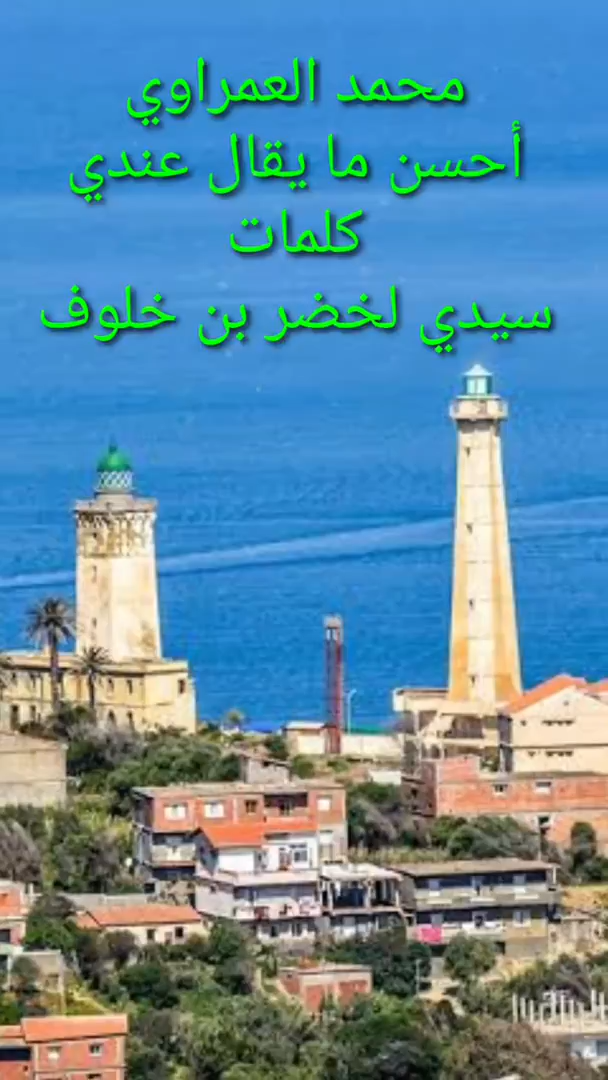 محمد العمراوي
أحسن ما يقال عندي
كلمات
سيدي لخضر بن خلوف